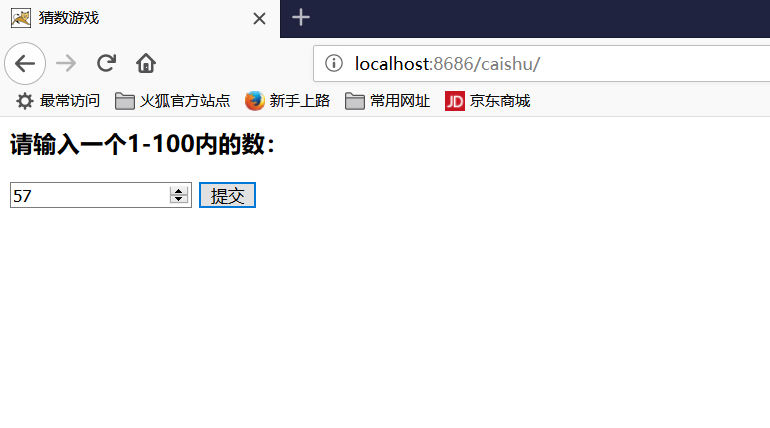 猜数游戏
localhost:8686/caishu/
最常访问 火狐官方站点 新手上路 常用网址 JD 京东商城
请输入一个1-100内的数：
57 提交